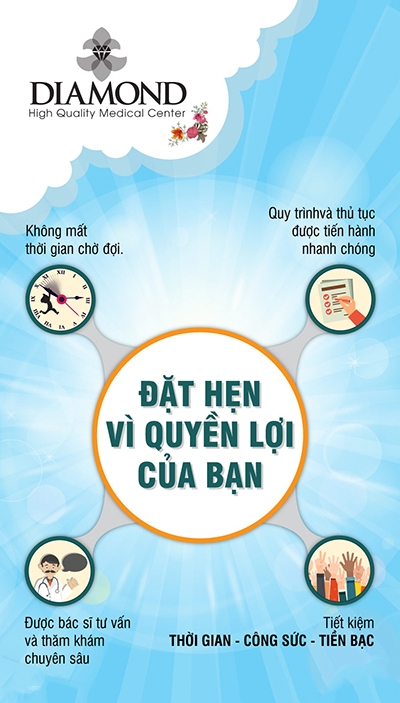 DIAMOND
High Quality Medical Center
Không mất
thời gian chờ đợi.
Quy trìnhvà thủ tục
được tiến hành
nhanh chóng
ĐẶT HẸN
VÌ QUYỀN LỢI
CỦA BẠN
Được bác sĩ tư vấn
và thăm khám
chuyên sâu
Tiết kiệm
THỜI GIAN - CÔNG SỨC - TIỀN BẠC